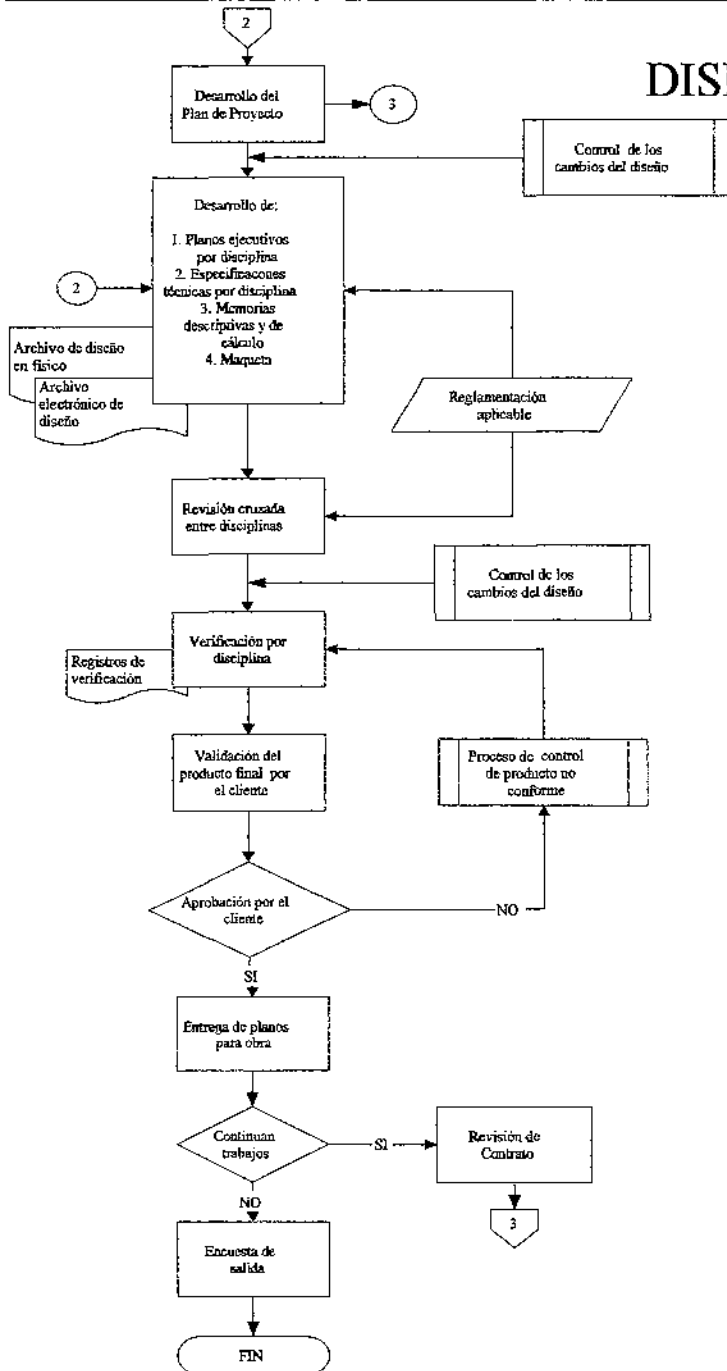 2
DISE
Desarrollo del
Plan de Proyecto
3
Control de los
cambios del diseño
Desarrollo de:
1. Planos ejecutivos
por disciplina
2. Especificacones
técnicas por disciplina
3. Memorias
descriptivas y de
cálculo
4. Maqueta
2
Archivo de diseño
en físico
Archivo
electrónico de
diseño
Reglamentación
aplicable
Revisión cruzada
entre disciplinas
Control de los
cambios del diseño
Verificación por
disciplina
Registros de
verificación
Validación del
producto final por
el cliente
Proceso de control
de producto no
conforme
Aprobación por el
cliente
NO
SI
Entrega de planos
para obra
Continuan
trabajos
SI
Revisión de
Contrato
3
NO
Encuesta de
salida
FIN